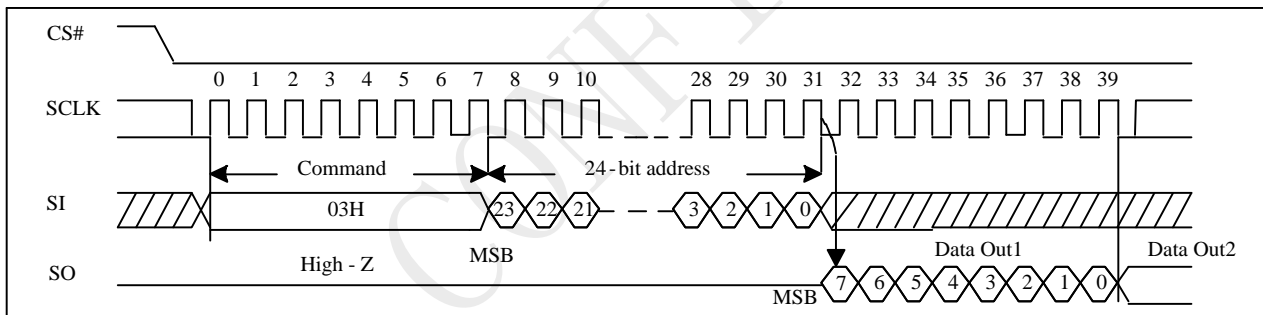 CS#
0 1 2 3 4 5 6 7 8 9 10 28 29 30 31 32 33 34 35 36 37 38 39
SCLK
Command 24-bit address
SI 03H 23 22 21 3 2 1 0
MSB Data Out1 Data Out2
High - Z
SO 7 6 5 4 3 2 1 0
MSB